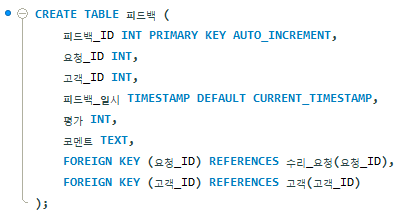 CREATE TABLE 피드백 (
피드백_ID INT PRIMARY KEY AUTO_INCREMENT,
요청_ID INT,
고객_ID INT,
피드백_일시 TIMESTAMP DEFAULT CURRENT_TIMESTAMP,
평가 INT,
코멘트 TEXT,
FOREIGN KEY (요청_ID) REFERENCES 수리_요청(요청_ID),
FOREIGN KEY (고객_ID) REFERENCES 고객(고객_ID)
);